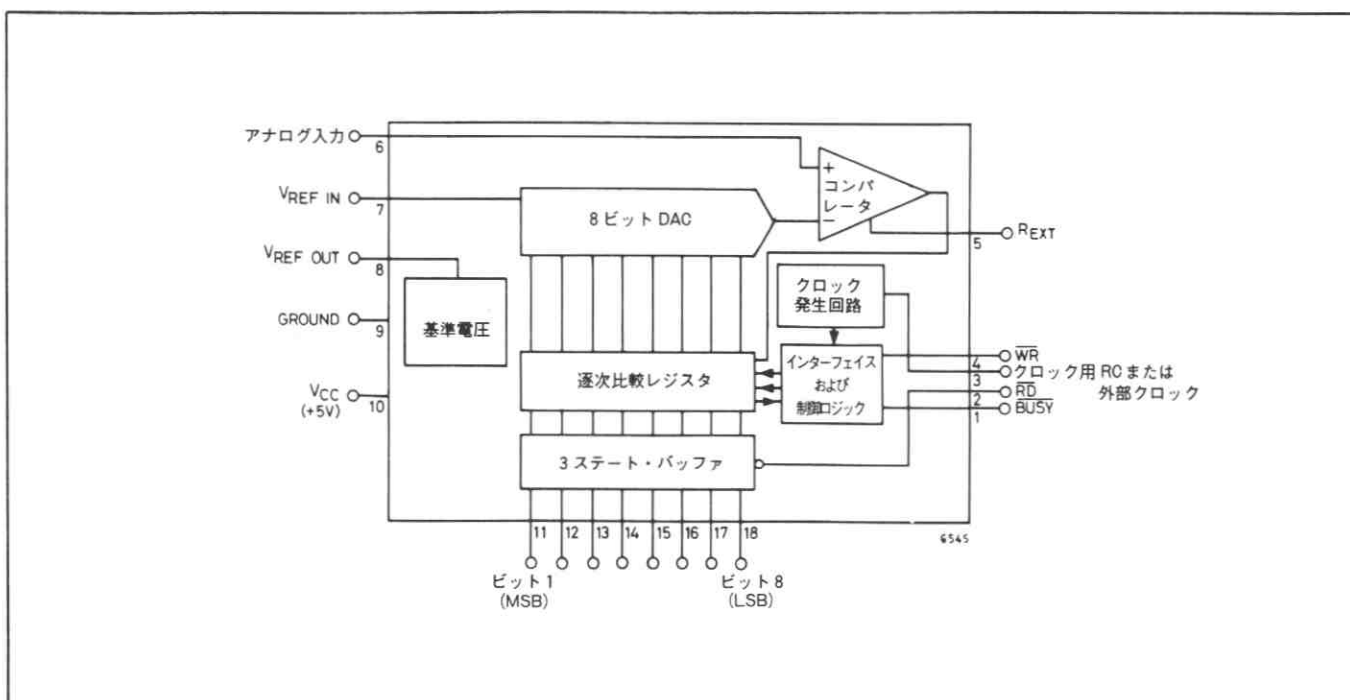 アナログ入力
6
VREF IN
7
VREF OUT
8
GROUND
9
VCC
(+5V)
10
8ビットDAC
基準電圧
+
コンパ
レータ
−
5
REXT
クロック
発生回路
逐次比較レジスタ
インターフェイス
および
制御ロジック
WR
4
クロック用 RCまたは
外部クロック
3
RD
2
BUSY
1
3ステート・バッファ
11 12 13 14 15 16 17 18
6545
ビット1
(MSB)
ビット8
(LSB)